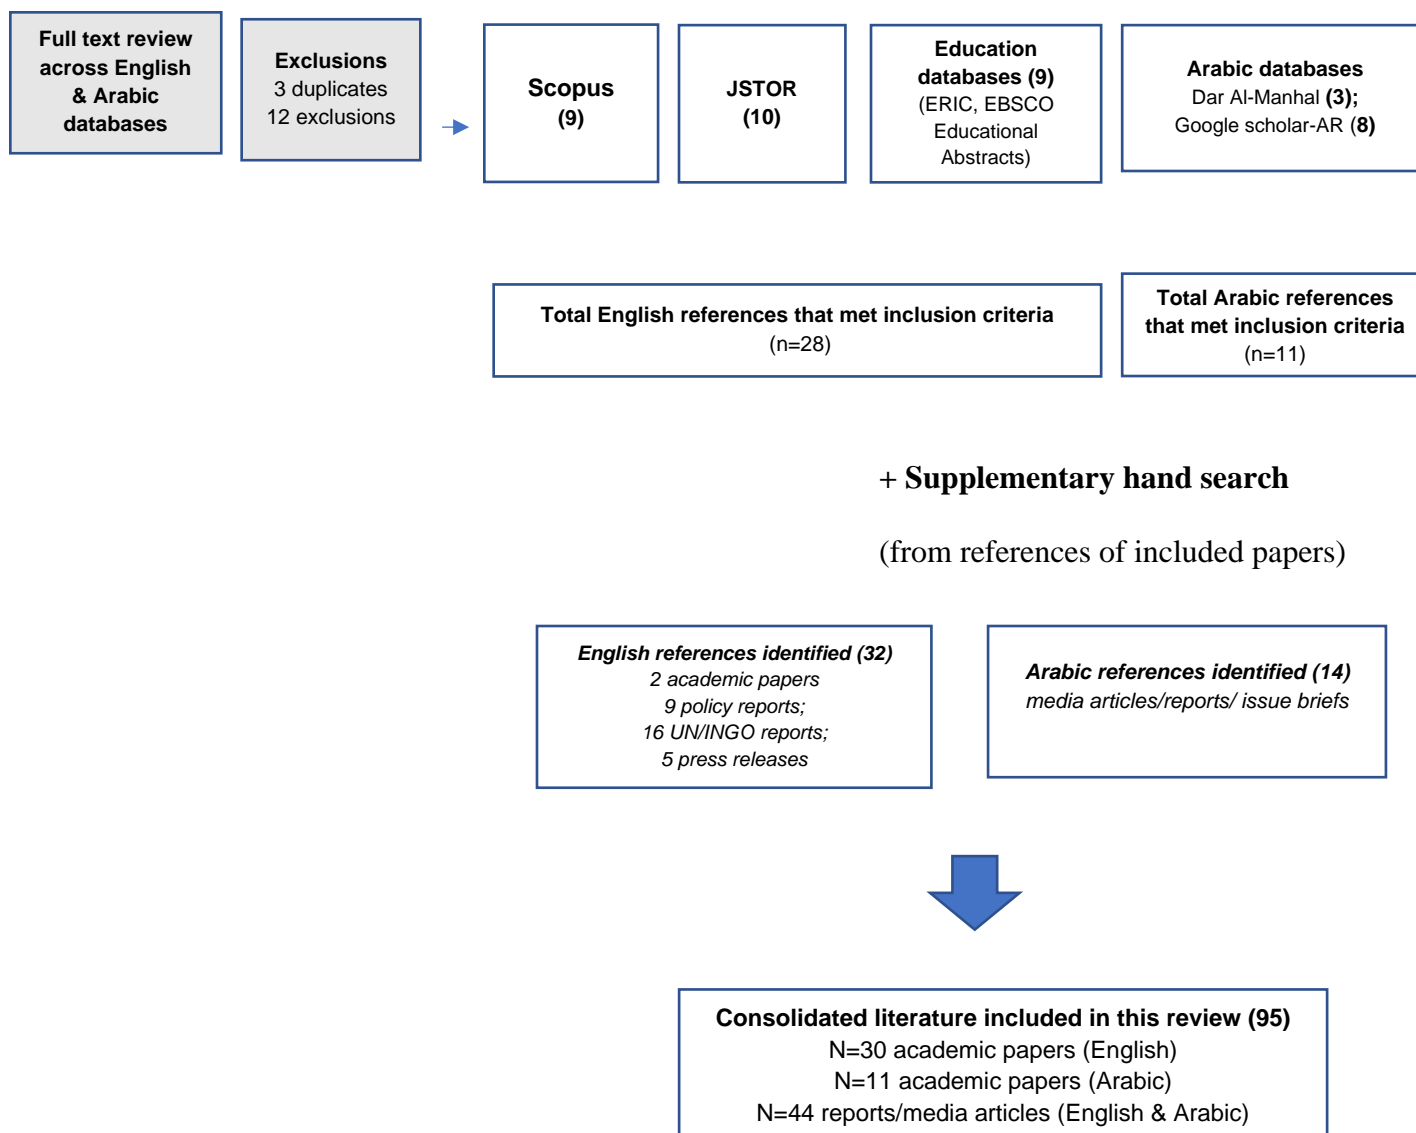 Full text review
across English
& Arabic
databases
Exclusions
3 duplicates
12 exclusions
Scopus
(9)
JSTOR
(10)
Education
databases (9)
(ERIC, EBSCO
Educational
Abstracts)
Arabic databases
Dar Al-Manhal (3);
Google scholar-AR (8)
Total English references that met inclusion criteria
(n=28)
Total Arabic references
that met inclusion criteria
(n=11)
+ Supplementary hand search
(from references of included papers)
English references identified (32)
2 academic papers
9 policy reports;
16 UN/INGO reports;
5 press releases
Arabic references identified (14)
media articles/reports/ issue briefs
Consolidated literature included in this review (95)
N=30 academic papers (English)
N=11 academic papers (Arabic)
N=44 reports/media articles (English & Arabic)